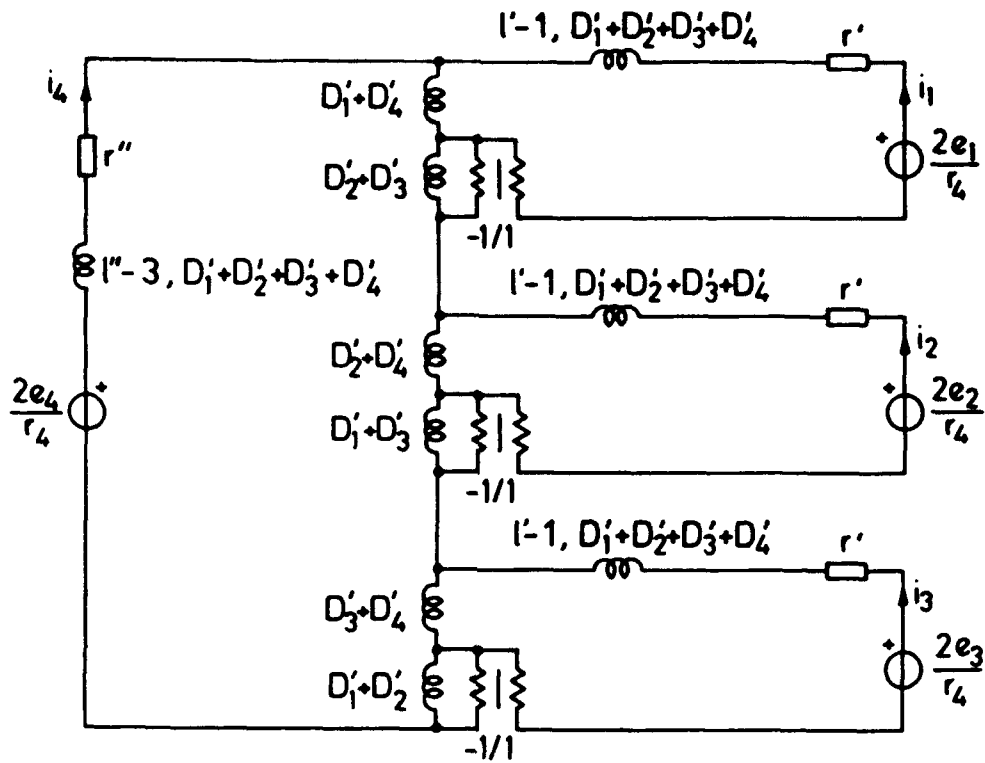 l'-1, D'1+D'2+D'3+D'4
r'
i4
D'1+D'4
i1
r''
+
2e1/r4
D'2+D'3
-1/1
l''-3, D'1+D'2+D'3+D'4
l'-1, D'1+D'2+D'3+D'4
r'
D'2+D'4
i2
+
2e4/r4
+
2e2/r4
D'1+D'3
-1/1
l'-1, D'1+D'2+D'3+D'4
r'
D'3+D'4
i3
+
2e3/r4
D'1+D'2
-1/1